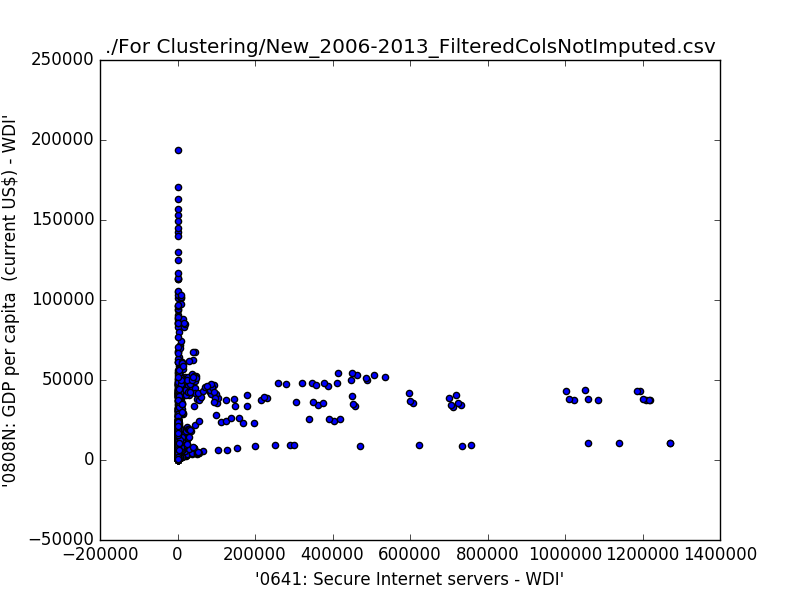 ./For Clustering/New_2006-2013_FilteredColsNotImputed.csv
250000
200000
150000
100000
50000
0
−50000
'0808N: GDP per capita  (current US$) - WDI'
−200000 0 200000 400000 600000 800000 1000000 1200000 1400000
'0641: Secure Internet servers - WDI'